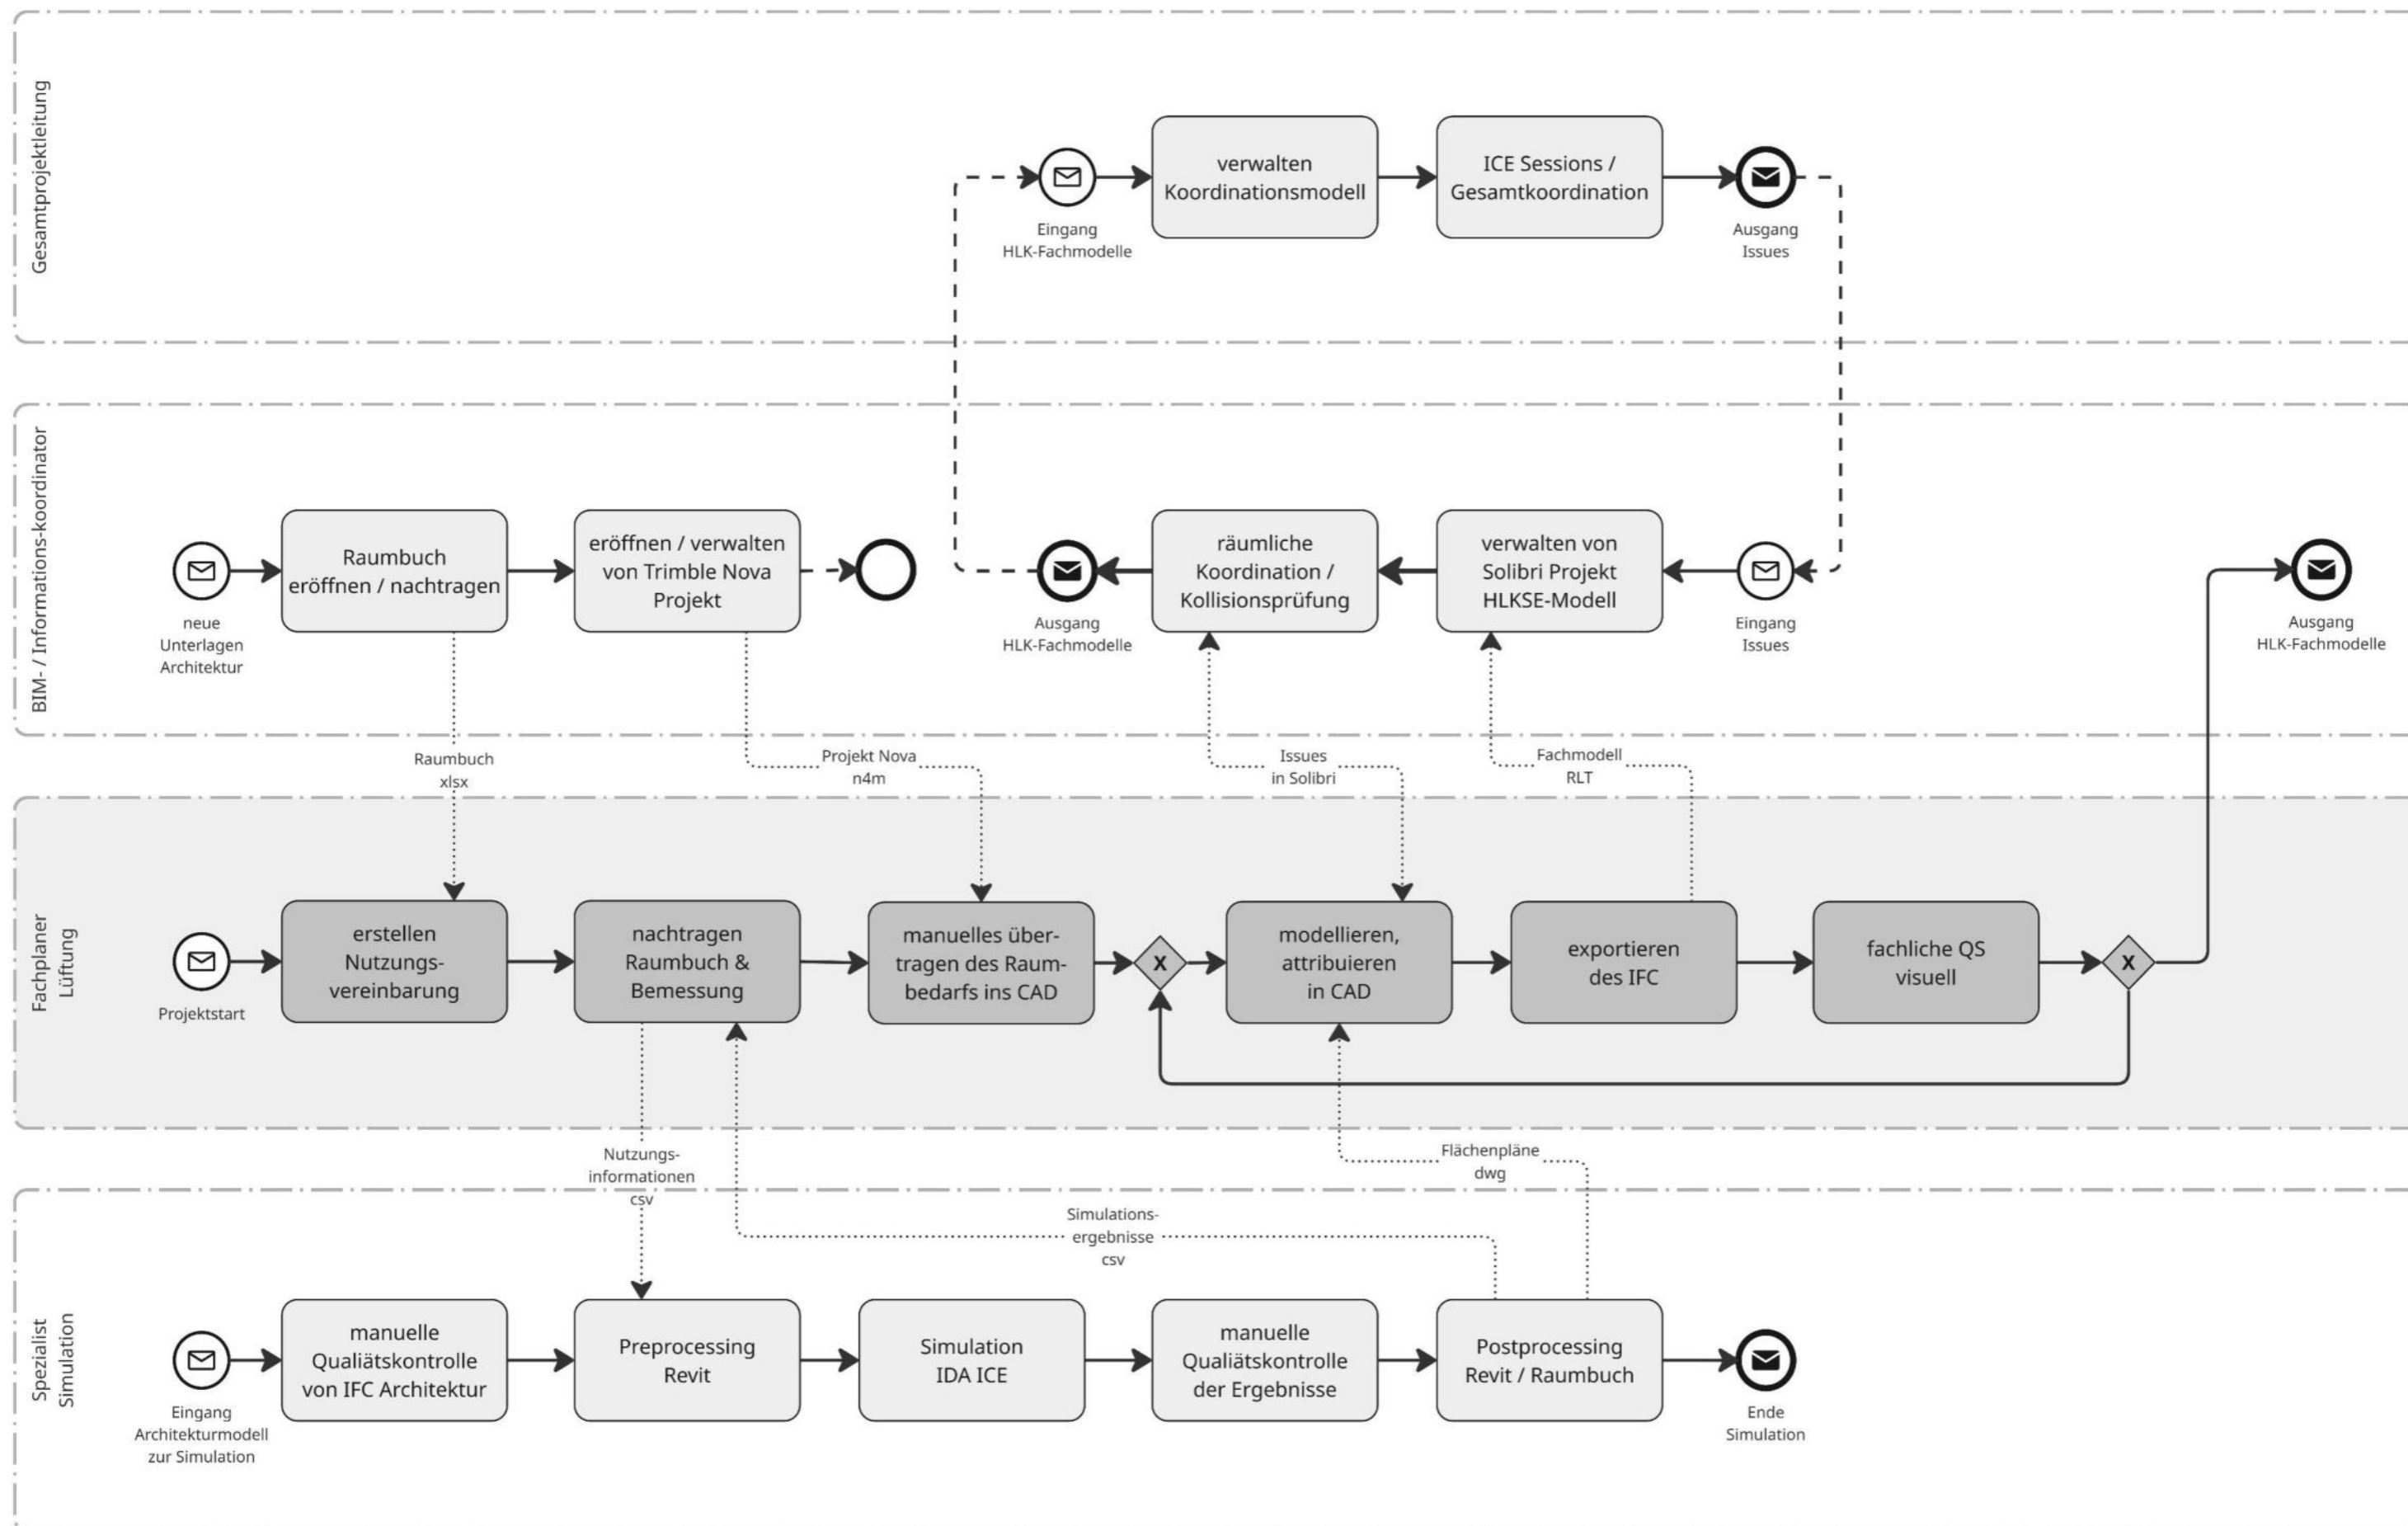 Gesamtprojektleitung
Eingang
HLK-Fachmodelle
verwalten
Koordinationsmodell
ICE Sessions /
Gesamtkoordination
Ausgang
Issues
BIM- / Informations-koordinator
neue
Unterlagen
Architektur
Raumbuch
eröffnen / nachtragen
eröffnen / verwalten
von Trimble Nova
Projekt
Ausgang
HLK-Fachmodelle
räumliche
Koordination /
Kollisionsprüfung
verwalten von
Solibri Projekt
HLKSE-Modell
Eingang
Issues
Ausgang
HLK-Fachmodelle
Raumbuch
xlsx
Projekt Nova
n4m
Issues
in Solibri
Fachmodell
RLT
Fachplaner
Lüftung
Projektstart
erstellen
Nutzungs-
vereinbarung
nachtragen
Raumbuch &
Bemessung
manuelles über-
tragen des Raum-
bedarfs ins CAD
X
modellieren,
attribuieren
in CAD
exportieren
des IFC
fachliche QS
visuell
X
Nutzungs-
informationen
csv
Flächenpläne
dwg
Simulations-
ergebnisse
csv
Spezialist
Simulation
Eingang
Architekturmodell
zur Simulation
manuelle
Qualiätskontrolle
von IFC Architektur
Preprocessing
Revit
Simulation
IDA ICE
manuelle
Qualiätskontrolle
der Ergebnisse
Postprocessing
Revit / Raumbuch
Ende
Simulation